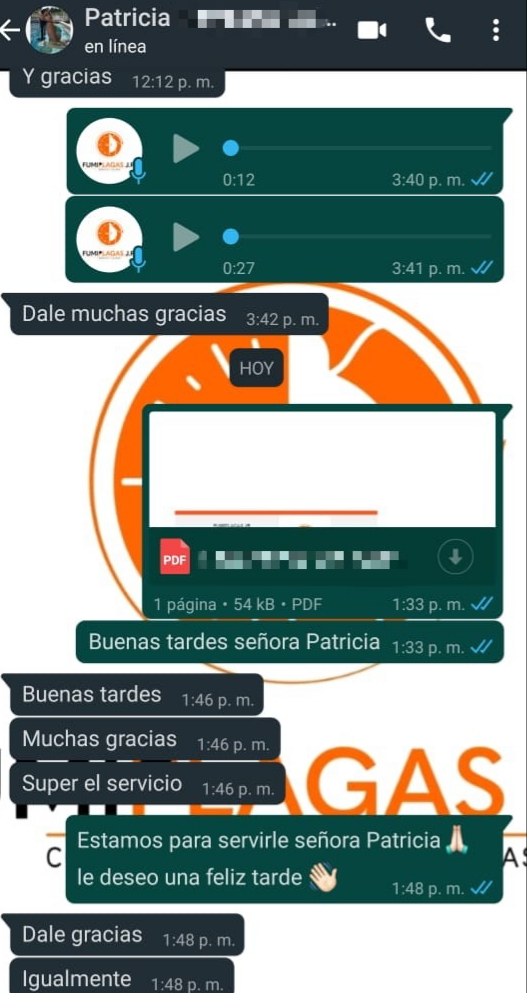 Patricia
en línea
Y gracias 12:12 p. m.
FUMIPLAGAS J.R
0:12 3:40 p. m.
FUMIPLAGAS J.R
0:27 3:41 p. m.
Dale muchas gracias 3:42 p. m.
HOY
PDF
1 página • 54 kB • PDF 1:33 p. m.
Buenas tardes señora Patricia 1:33 p. m.
Buenas tardes 1:46 p. m.
Muchas gracias 1:46 p. m.
Super el servicio 1:46 p. m.
Estamos para servirle señora Patricia🙏🏻
le deseo una feliz tarde 👋🏻
1:48 p. m.
Dale gracias 1:48 p. m.
Igualmente 1:48 p. m.